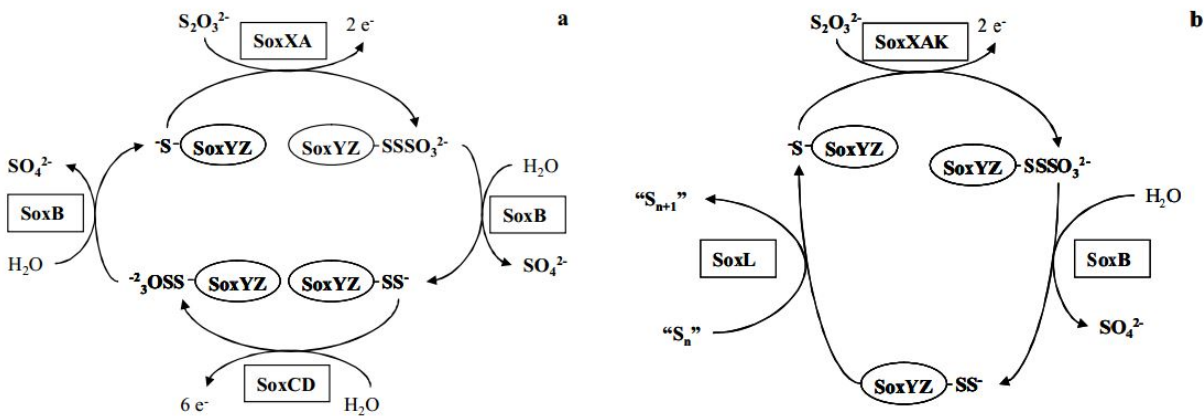 a
S₂O₃²⁻
SoxXA
2 e⁻
⁻S-SoxYZ
SoxYZ-SSSO₃²⁻
SO₄²⁻
H₂O
SoxB
SoxB
H₂O
SO₄²⁻
⁻²₃OSS-SoxYZ
SoxYZ-SS⁻
SoxCD
6 e⁻
H₂O
b
S₂O₃²⁻
SoxXAK
2 e⁻
⁻S-SoxYZ
SoxYZ-SSSO₃²⁻
“Sₙ₊₁”
H₂O
SoxL
SoxB
“Sₙ”
SO₄²⁻
SoxYZ-SS⁻